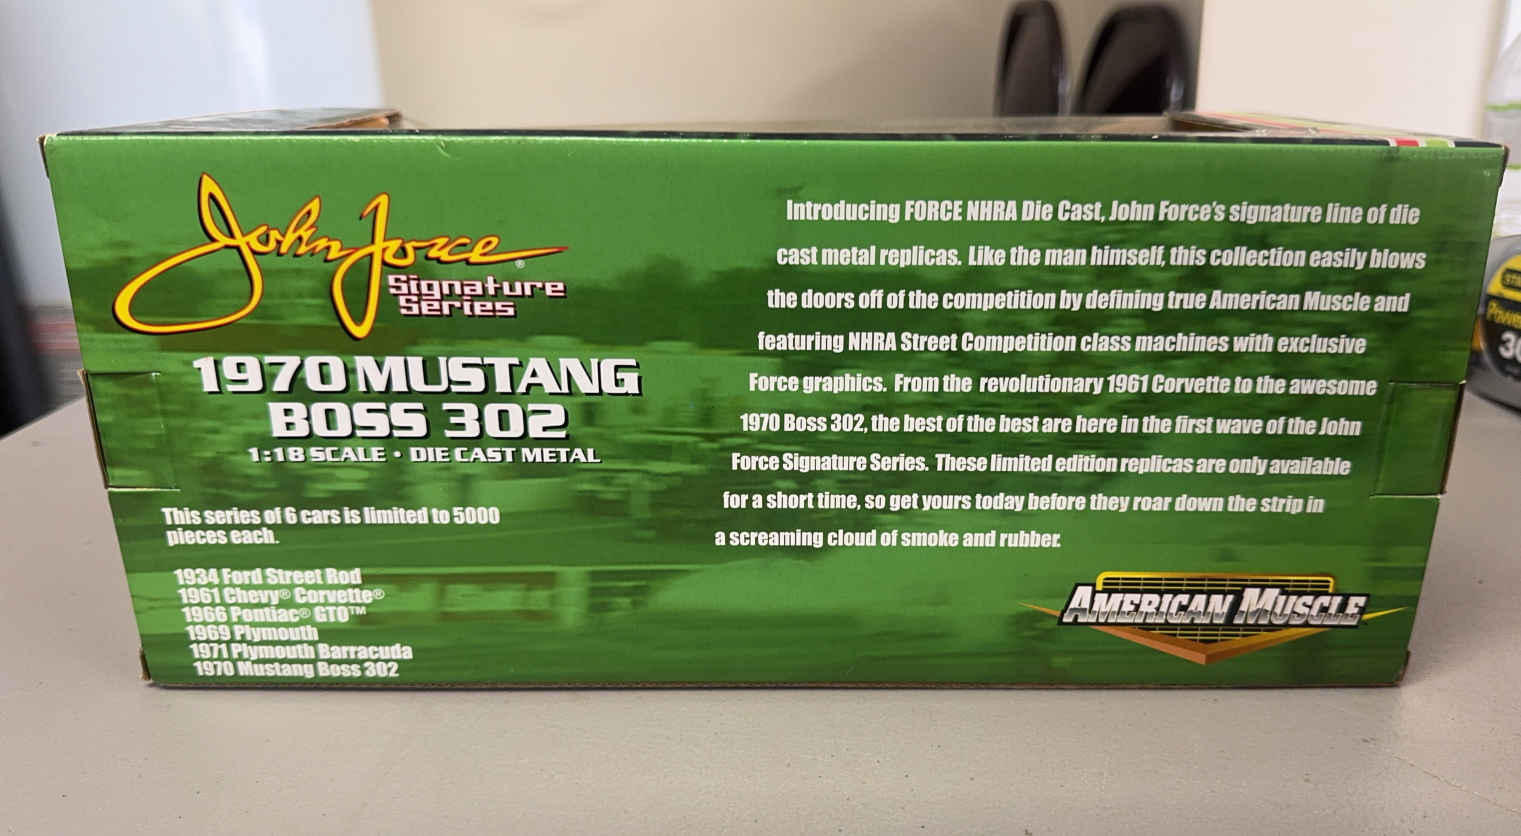 John Force®
Signature
Series
1970 MUSTANG
BOSS 302
1:18 SCALE • DIE CAST METAL
This series of 6 cars is limited to 5000
pieces each.
1934 Ford Street Rod
1961 Chevy® Corvette®
1966 Pontiac® GTO™
1969 Plymouth
1971 Plymouth Barracuda
1970 Mustang Boss 302
Introducing FORCE NHRA Die Cast, John Force's signature line of die
cast metal replicas. Like the man himself, this collection easily blows
the doors off of the competition by defining true American Muscle and
featuring NHRA Street Competition class machines with exclusive
Force graphics. From the revolutionary 1961 Corvette to the awesome
1970 Boss 302, the best of the best are here in the first wave of the John
Force Signature Series. These limited edition replicas are only available
for a short time, so get yours today before they roar down the strip in
a screaming cloud of smoke and rubber.
AMERICAN MUSCLE